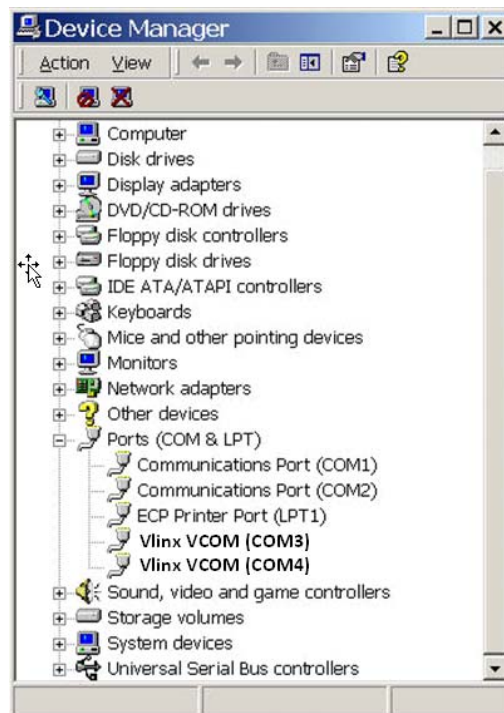 Device Manager
Action View
Computer
Disk drives
Display adapters
DVD/CD-ROM drives
Floppy disk controllers
Floppy disk drives
IDE ATA/ATAPI controllers
Keyboards
Mice and other pointing devices
Monitors
Network adapters
Other devices
Ports (COM & LPT)
Communications Port (COM1)
Communications Port (COM2)
ECP Printer Port (LPT1)
Vlinx VCOM (COM3)
Vlinx VCOM (COM4)
Sound, video and game controllers
Storage volumes
System devices
Universal Serial Bus controllers